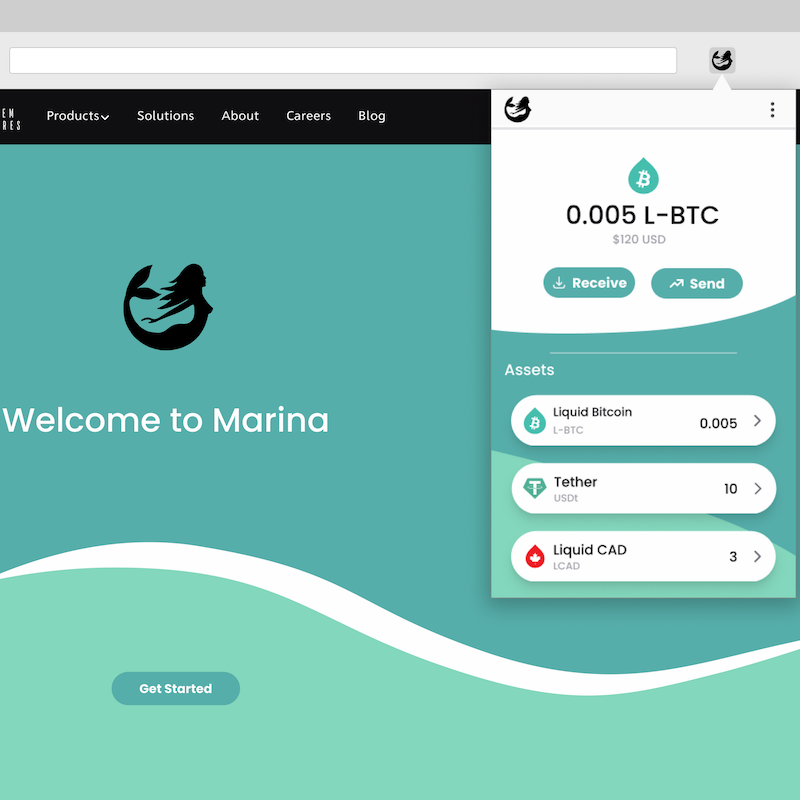 EN
RES
Products
Solutions
About
Careers
Blog
Welcome to Marina
Get Started
0.005 L-BTC
$120 USD
Receive
Send
Assets
Liquid Bitcoin
L-BTC
0.005
Tether
USDt
10
Liquid CAD
LCAD
3